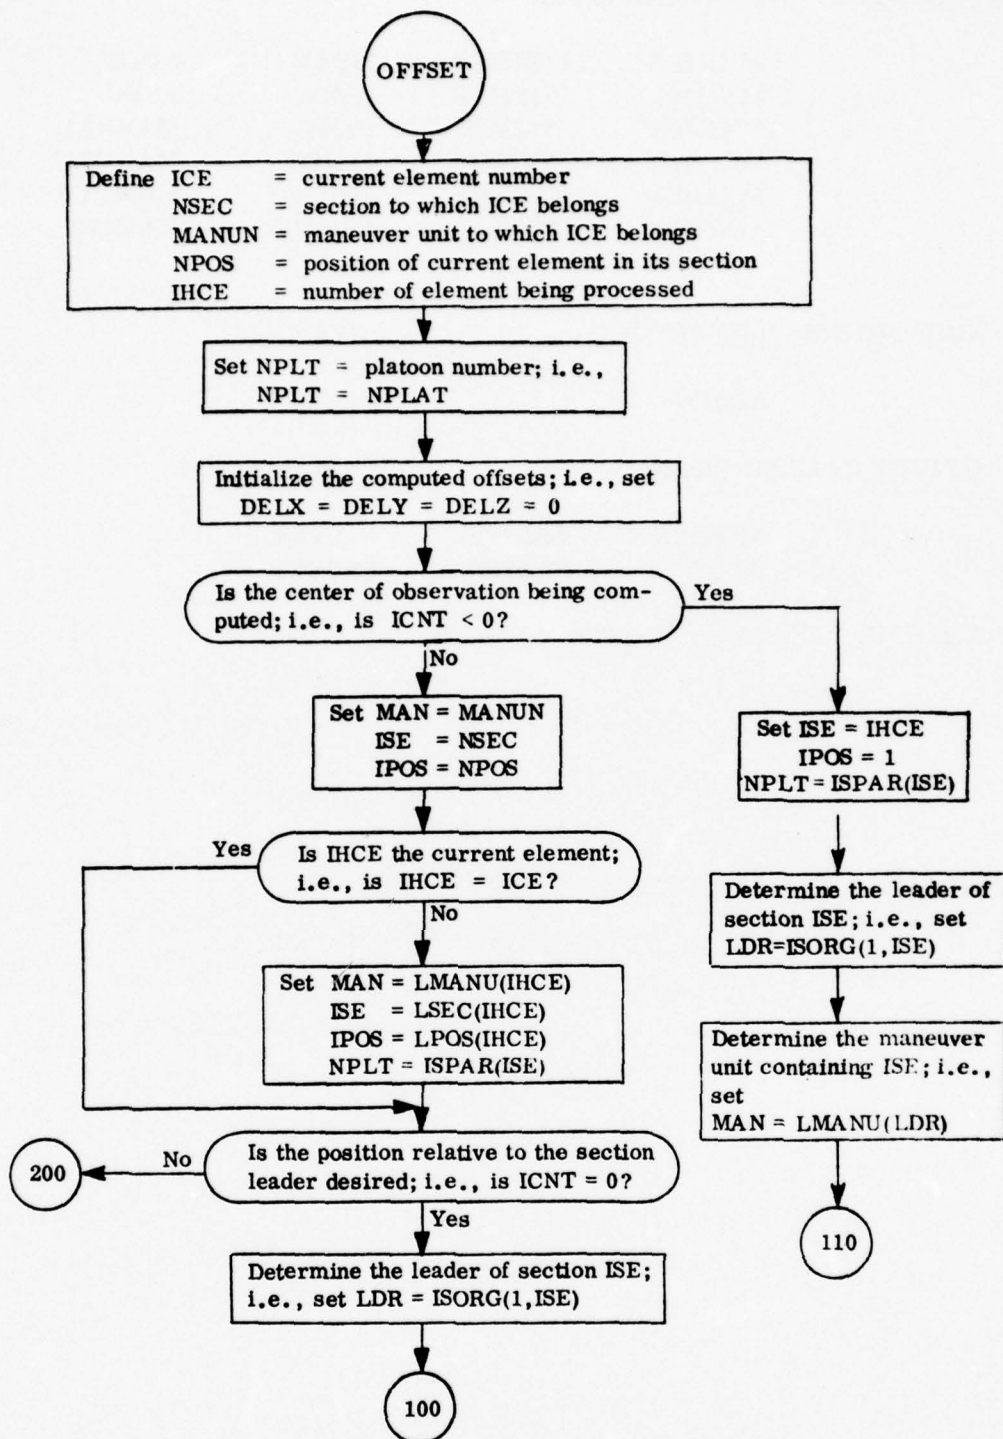 OFFSET
Define ICE = current element number
NSEC = section to which ICE belongs
MANUN = maneuver unit to which ICE belongs
NPOS = position of current element in its section
IHCE = number of element being processed
Set NPLT = platoon number; i.e.,
NPLT = NPLAT
Initialize the computed offsets; i.e., set
DELX = DELY = DELZ = 0
Is the center of observation being com-
puted; i.e., is ICNT < 0?
Yes
No
Set MAN = MANUN
ISE = NSEC
IPOS = NPOS
Set ISE = IHCE
IPOS = 1
NPLT = ISPAR(ISE)
Yes
Is IHCE the current element;
i.e., is IHCE = ICE?
No
Determine the leader of
section ISE; i.e., set
LDR=ISORG(1,ISE)
Set MAN = LMANU(IHCE)
ISE = LSEC(IHCE)
IPOS = LPOS(IHCE)
NPLT = ISPAR(ISE)
Determine the maneuver
unit containing ISE; i.e.,
set
MAN = LMANU(LDR)
200
No
Is the position relative to the section
leader desired; i.e., is ICNT = 0?
Yes
110
Determine the leader of section ISE;
i.e., set LDR = ISORG(1,ISE)
100